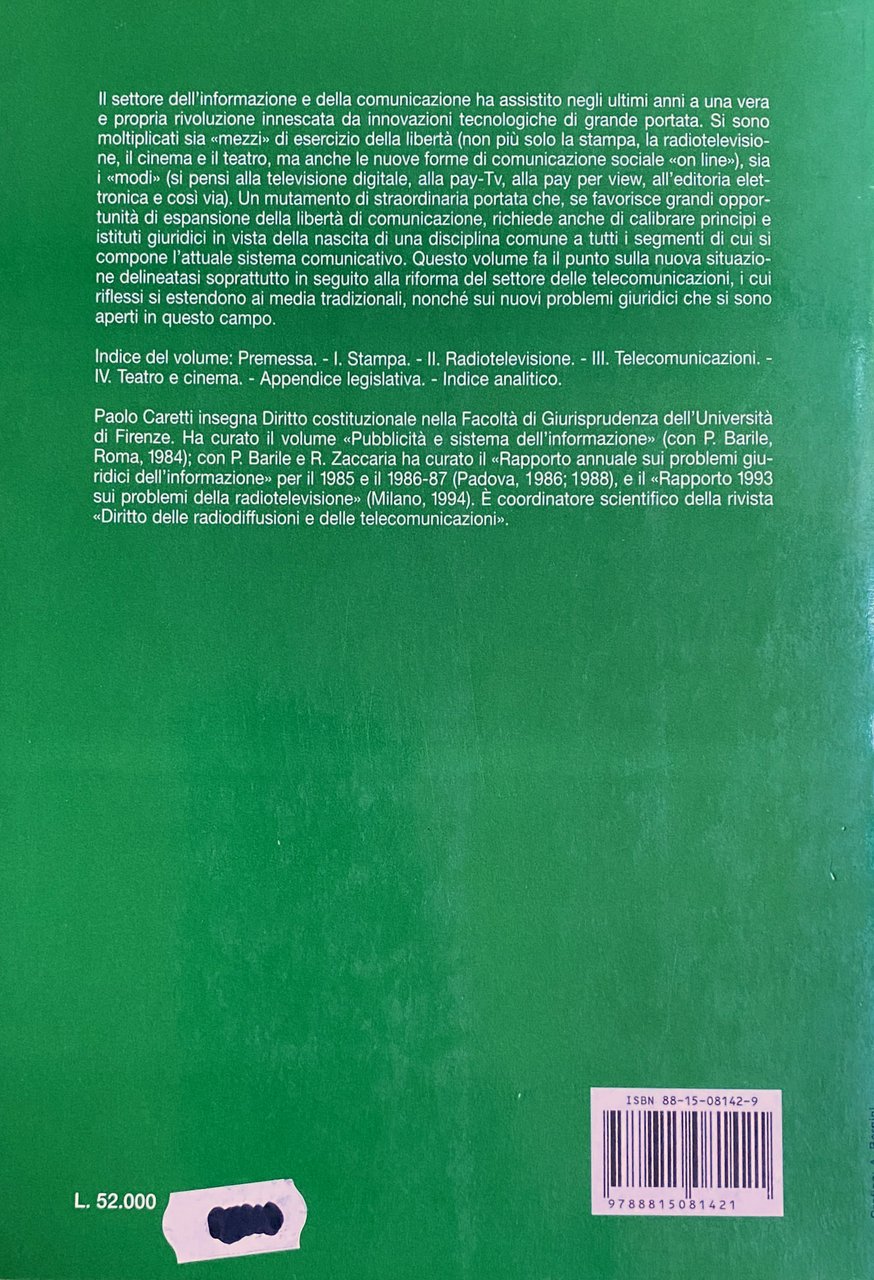 Il settore dell'informazione e della comunicazione ha assistito negli ultimi anni a una vera
e propria rivoluzione innescata da innovazioni tecnologiche di grande portata. Si sono
moltiplicati sia «mezzi» di esercizio della libertà (non più solo la stampa, la radiotelevisio-
ne, il cinema e il teatro, ma anche le nuove forme di comunicazione sociale «on line»), sia
i «modi» (si pensi alla televisione digitale, alla pay-Tv, alla pay per view, all'editoria elet-
tronica e così via). Un mutamento di straordinaria portata che, se favorisce grandi oppor-
tunità di espansione della libertà di comunicazione, richiede anche di calibrare principi e
istituti giuridici in vista della nascita di una disciplina comune a tutti i segmenti di cui si
compone l'attuale sistema comunicativo. Questo volume fa il punto sulla nuova situazio-
ne delineatasi soprattutto in seguito alla riforma del settore delle telecomunicazioni, i cui
riflessi si estendono ai media tradizionali, nonché sui nuovi problemi giuridici che si sono
aperti in questo campo.
Indice del volume: Premessa. - I. Stampa. - II. Radiotelevisione. - III. Telecomunicazioni. -
IV. Teatro e cinema. - Appendice legislativa. - Indice analitico.
Paolo Caretti insegna Diritto costituzionale nella Facoltà di Giurisprudenza dell'Università
di Firenze. Ha curato il volume «Pubblicità e sistema dell'informazione» (con P. Barile,
Roma, 1984); con P. Barile e R. Zaccaria ha curato il «Rapporto annuale sui problemi giu-
ridici dell'informazione» per il 1985 e il 1986-87 (Padova, 1986; 1988), e il «Rapporto 1993
sui problemi della radiotelevisione» (Milano, 1994). È coordinatore scientifico della rivista
«Diritto delle radiodiffusioni e delle telecomunicazioni».
ISBN 88-15-08142-9
9788815081421
L. 52.000